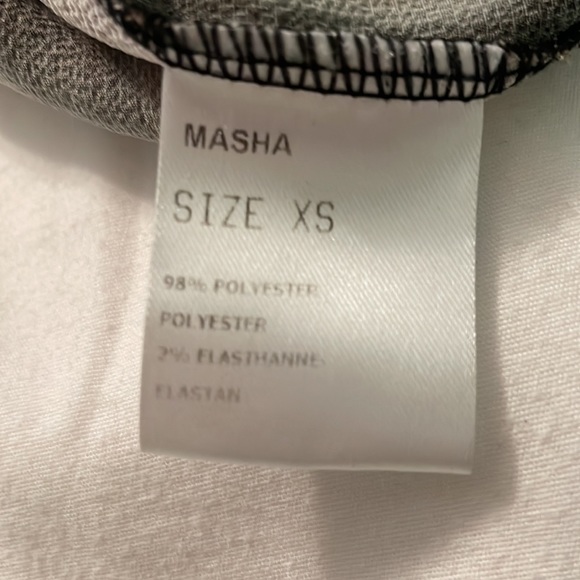 MASHA
SIZE XS
98% POLYESTER
POLYESTER
2% ELASTHANNE
ELASTAN